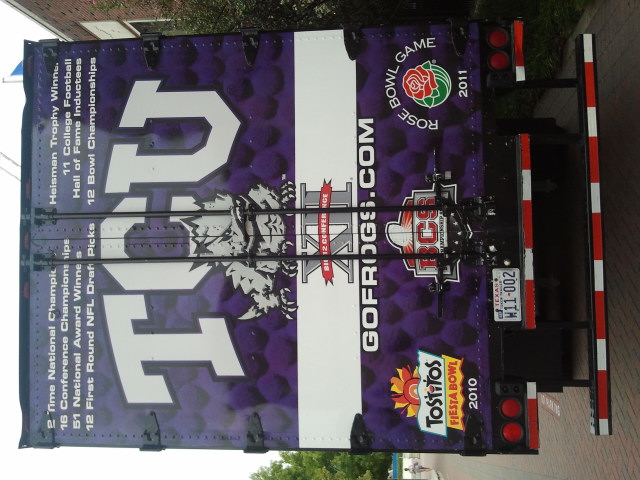 2 Time National Champions
Heisman Trophy Winner
16 Conference Championships
11 College Football
51 National Award Winners
Hall of Fame Inductees
12 First Round NFL Draft Picks
12 Bowl Championships
TCU
XII
BIG 12 CONFERENCE
GOFROGS.COM
TOSTITOS
FIESTA BOWL
2010
BCS
CHAMPIONSHIP
ROSE BOWL GAME
2011
TEXAS
W11-002